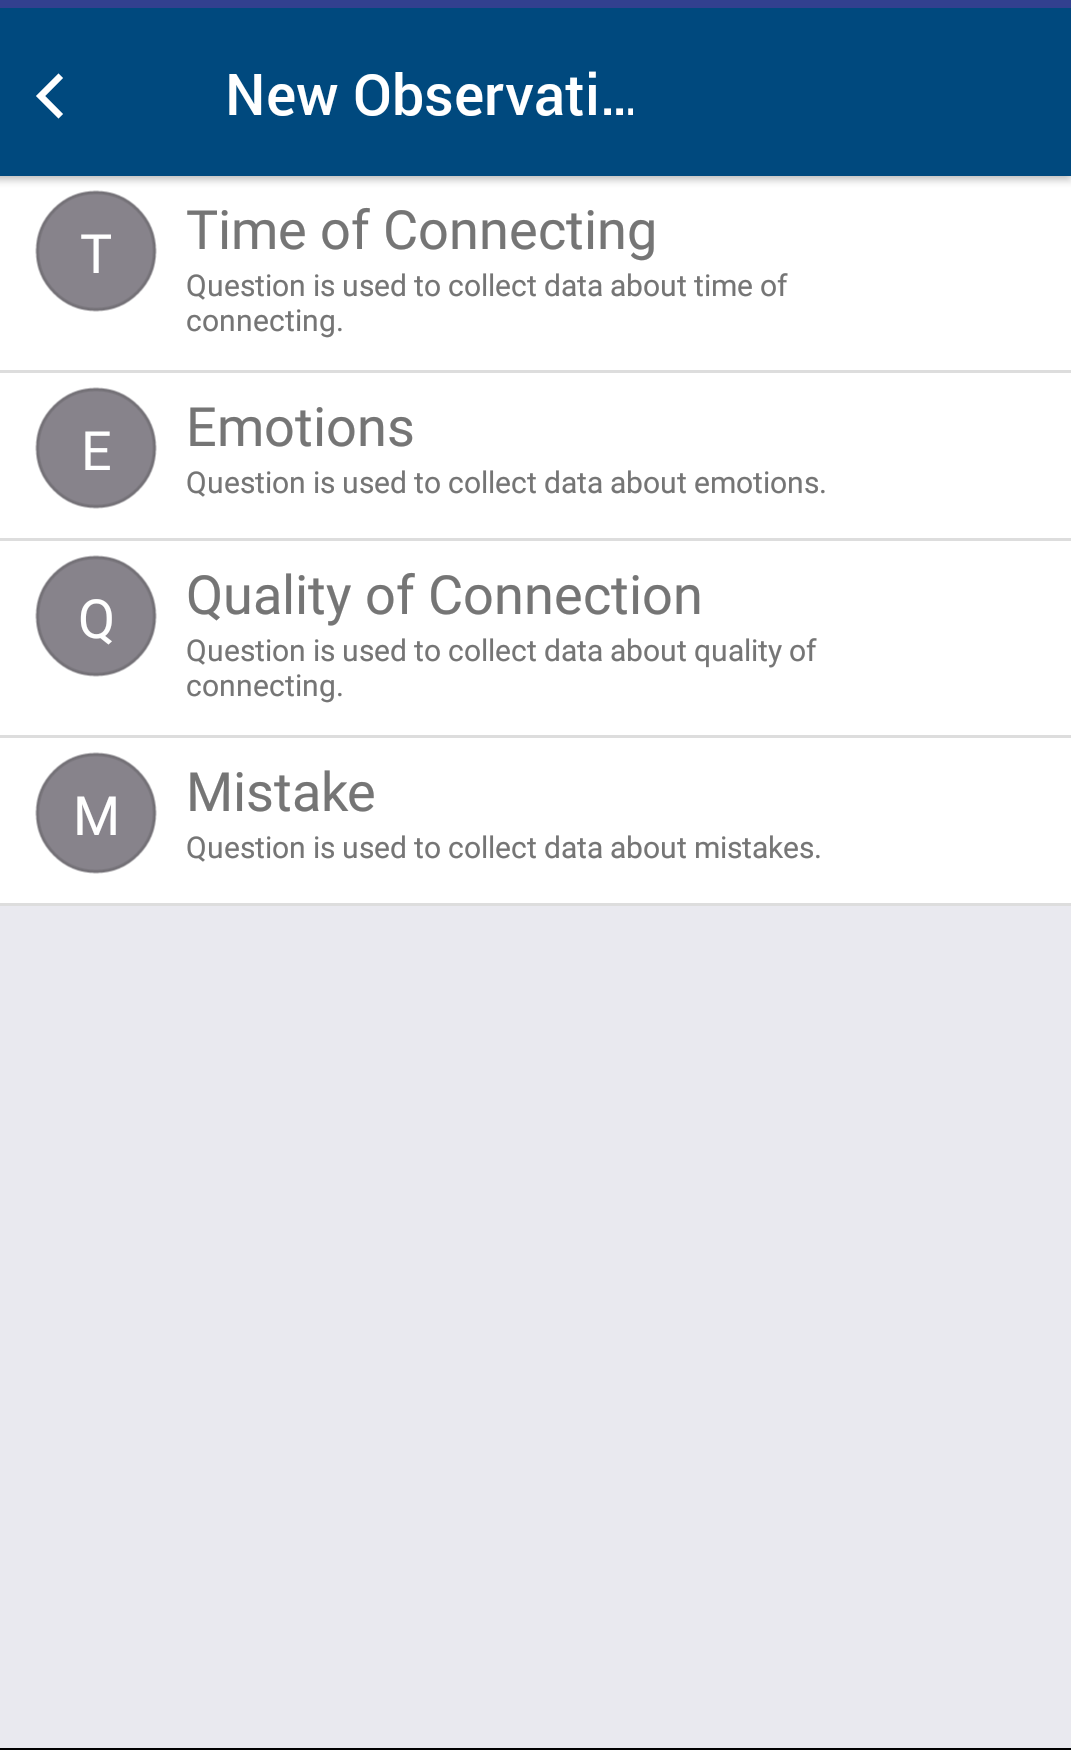 New Observati...
T
Time of Connecting
Question is used to collect data about time of
connecting.
E
Emotions
Question is used to collect data about emotions.
Q
Quality of Connection
Question is used to collect data about quality of
connecting.
M
Mistake
Question is used to collect data about mistakes.